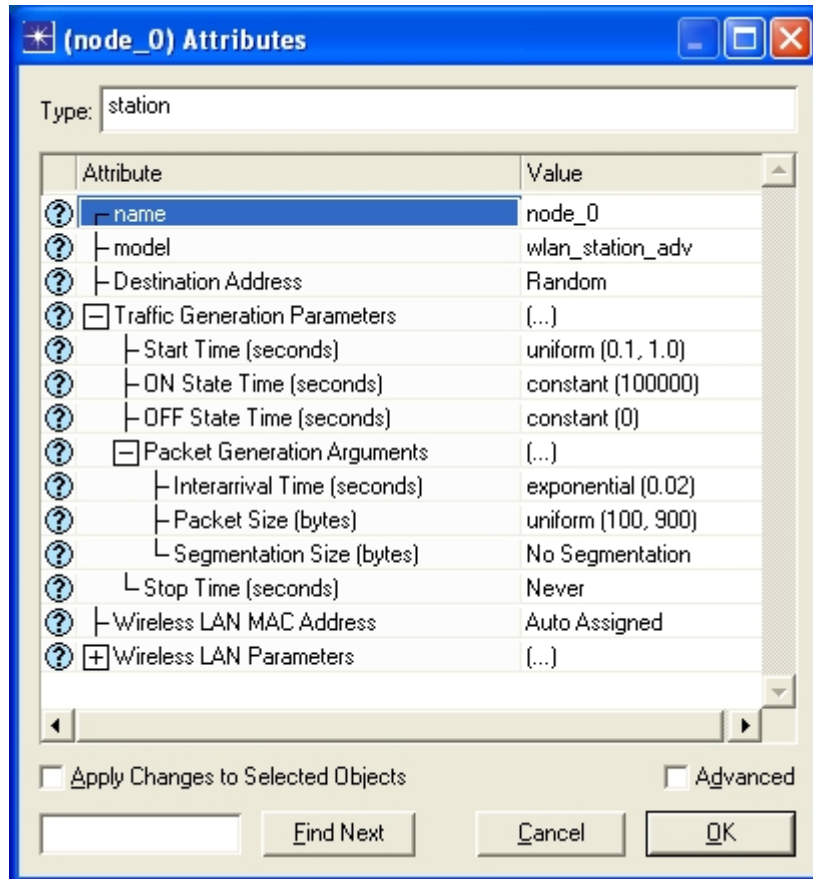 (node_0) Attributes
Type: station
Attribute Value
name node_0
model wlan_station_adv
Destination Address Random
Traffic Generation Parameters (...)
Start Time (seconds) uniform (0.1, 1.0)
ON State Time (seconds) constant (100000)
OFF State Time (seconds) constant (0)
Packet Generation Arguments (...)
Interarrival Time (seconds) exponential (0.02)
Packet Size (bytes) uniform (100, 900)
Segmentation Size (bytes) No Segmentation
Stop Time (seconds) Never
Wireless LAN MAC Address Auto Assigned
Wireless LAN Parameters (...)
Apply Changes to Selected Objects Advanced
Find Next Cancel OK